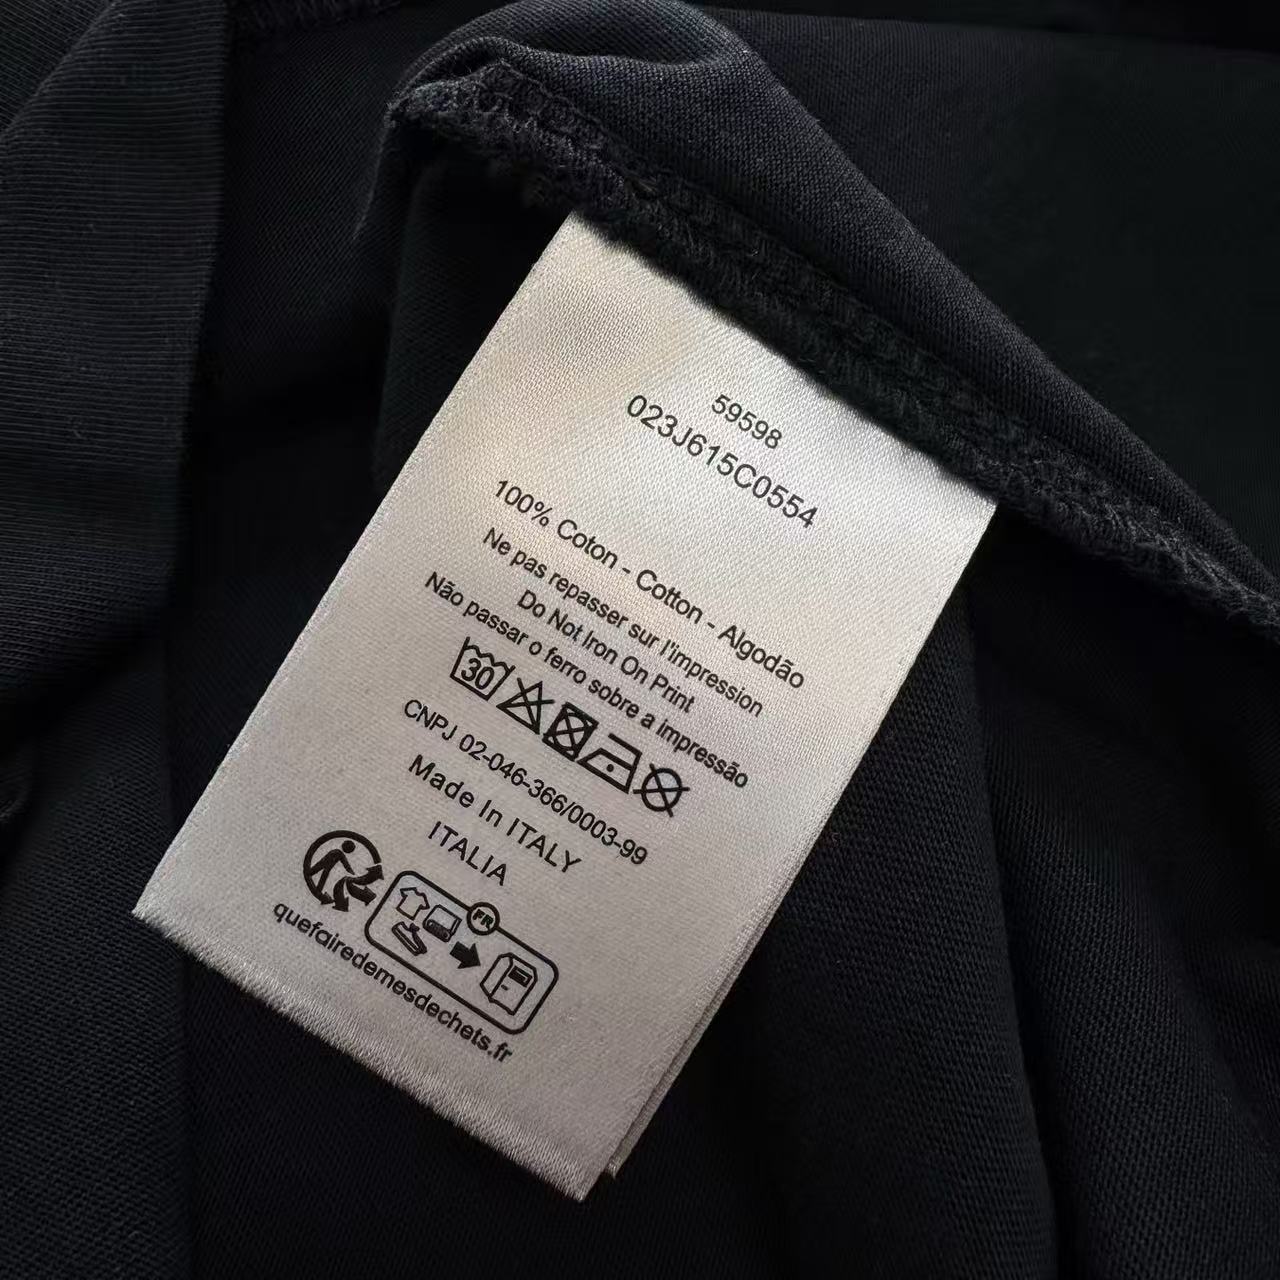 59598
023J615C0554
100% Coton - Cotton - Algodão
Ne pas repasser sur l'impression
Do Not Iron On Print
Não passar o ferro sobre a impressão
30
CNPJ 02-046-366/0003-99
Made In ITALY
ITALIA
FR
quefairedemesdechets.fr